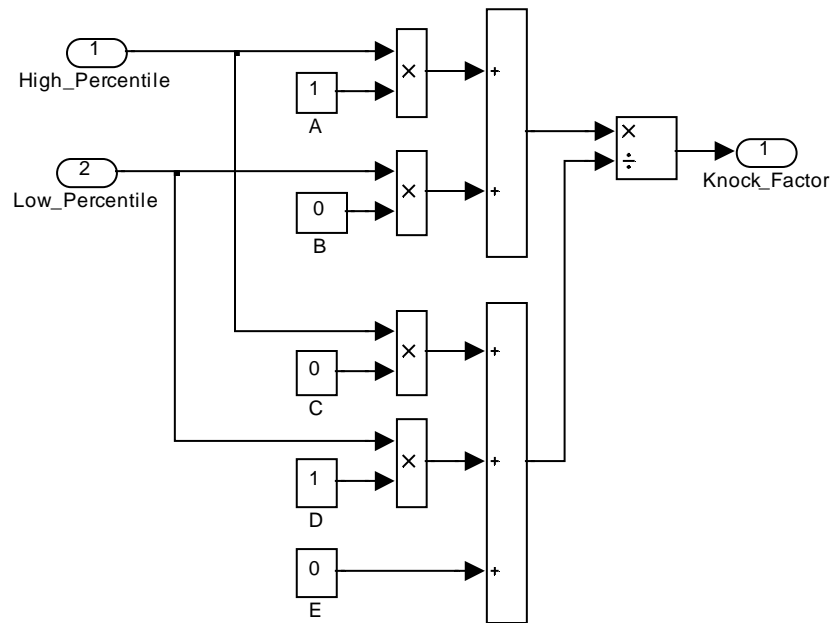 1
High_Percentile
×
1
A
+
2
Low_Percentile
×
0
B
+
×
÷
1
Knock_Factor
×
0
C
+
×
1
D
+
0
E
+